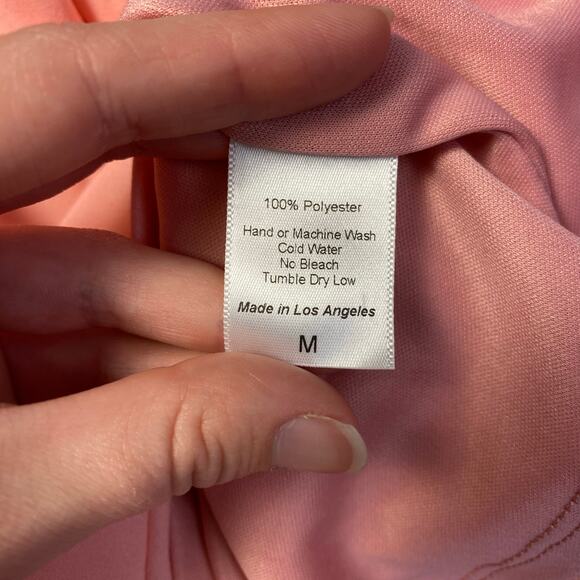 100% Polyester
Hand or Machine Wash
Cold Water
No Bleach
Tumble Dry Low
Made in Los Angeles
M